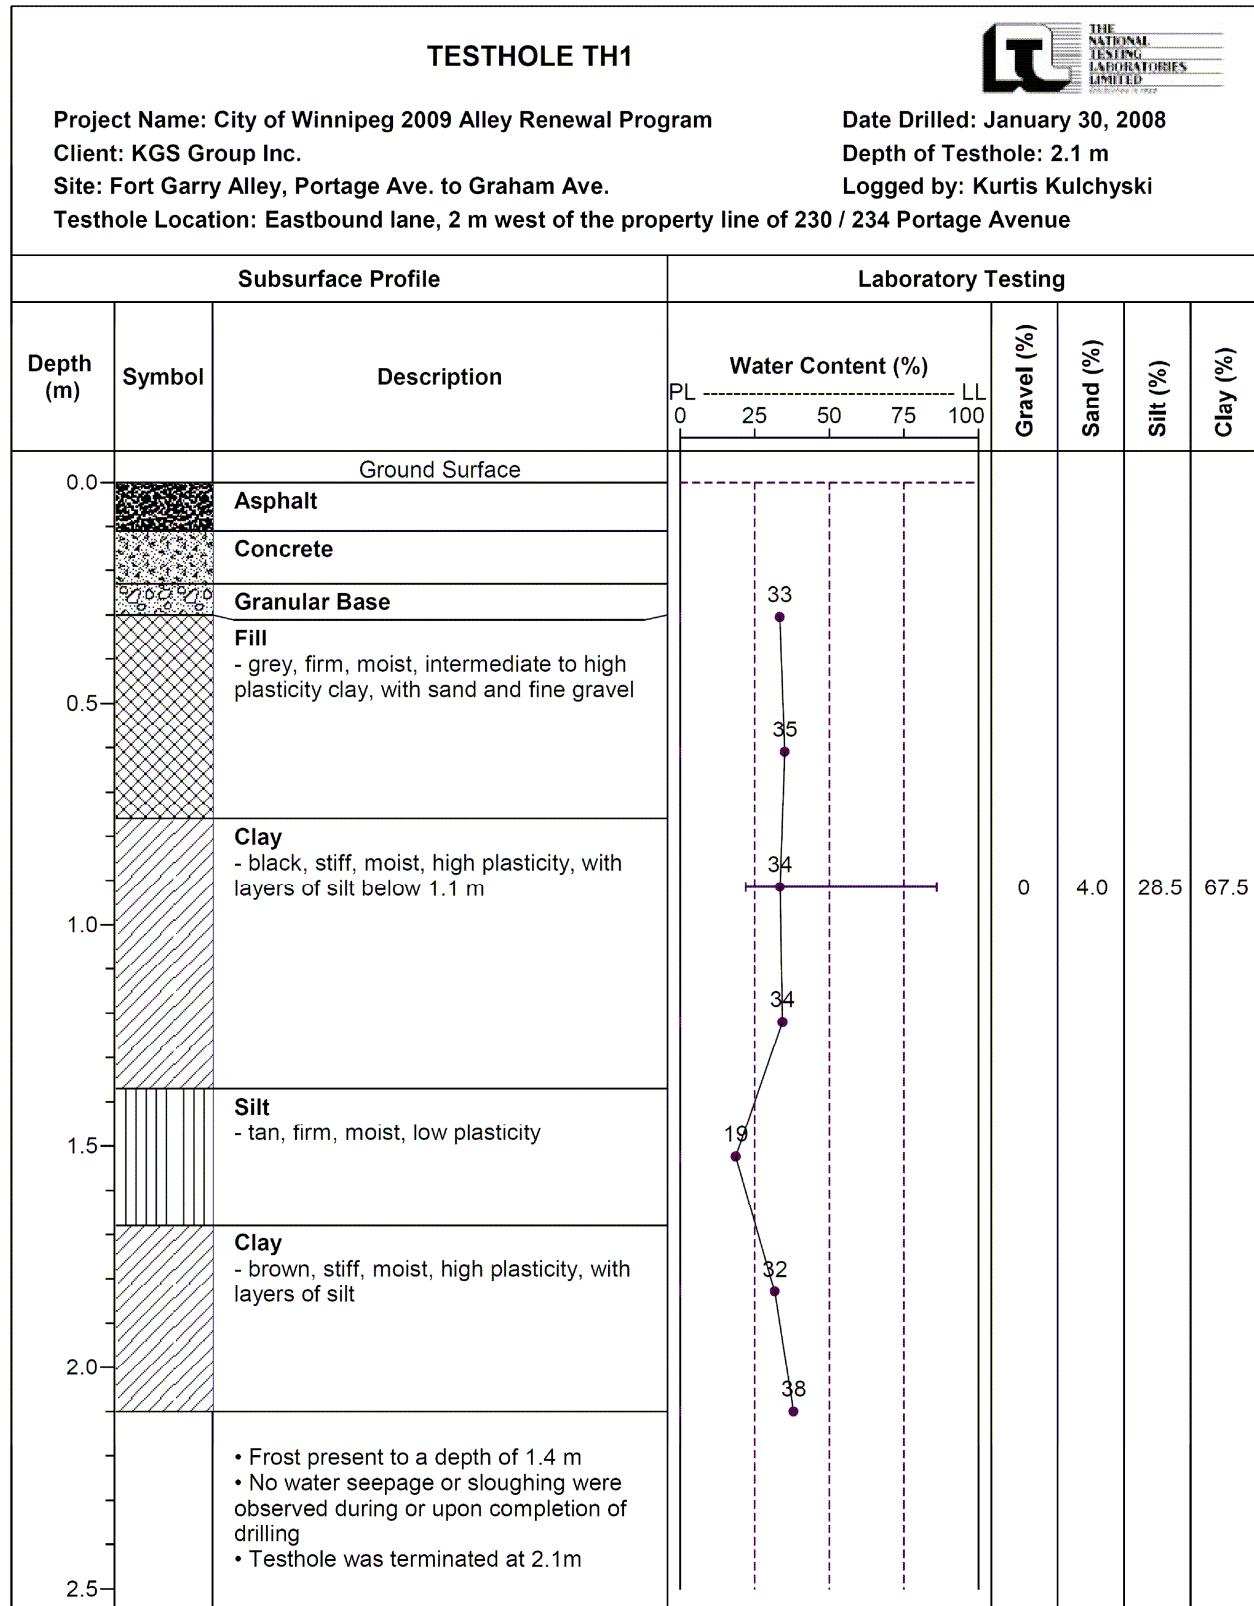 TESTHOLE TH1
THE
NATIONAL
TESTING
LABORATORIES
LIMITED
Project Name: City of Winnipeg 2009 Alley Renewal Program
Date Drilled: January 30, 2008
Client: KGS Group Inc.
Depth of Testhole: 2.1 m
Site: Fort Garry Alley, Portage Ave. to Graham Ave.
Logged by: Kurtis Kulchyski
Testhole Location: Eastbound lane, 2 m west of the property line of 230 / 234 Portage Avenue
Subsurface Profile
Laboratory Testing
Depth
(m)
Symbol
Description
Water Content (%)
PL ---------------------------------------- LL
0 25 50 75 100
Gravel (%)
Sand (%)
Silt (%)
Clay (%)
Ground Surface
0.0
Asphalt
Concrete
Granular Base
33
Fill
- grey, firm, moist, intermediate to high
plasticity clay, with sand and fine gravel
0.5
35
Clay
- black, stiff, moist, high plasticity, with
layers of silt below 1.1 m
34
0 4.0 28.5 67.5
1.0
34
Silt
- tan, firm, moist, low plasticity
19
1.5
Clay
- brown, stiff, moist, high plasticity, with
layers of silt
32
2.0
38
• Frost present to a depth of 1.4 m
• No water seepage or sloughing were
observed during or upon completion of
drilling
• Testhole was terminated at 2.1m
2.5